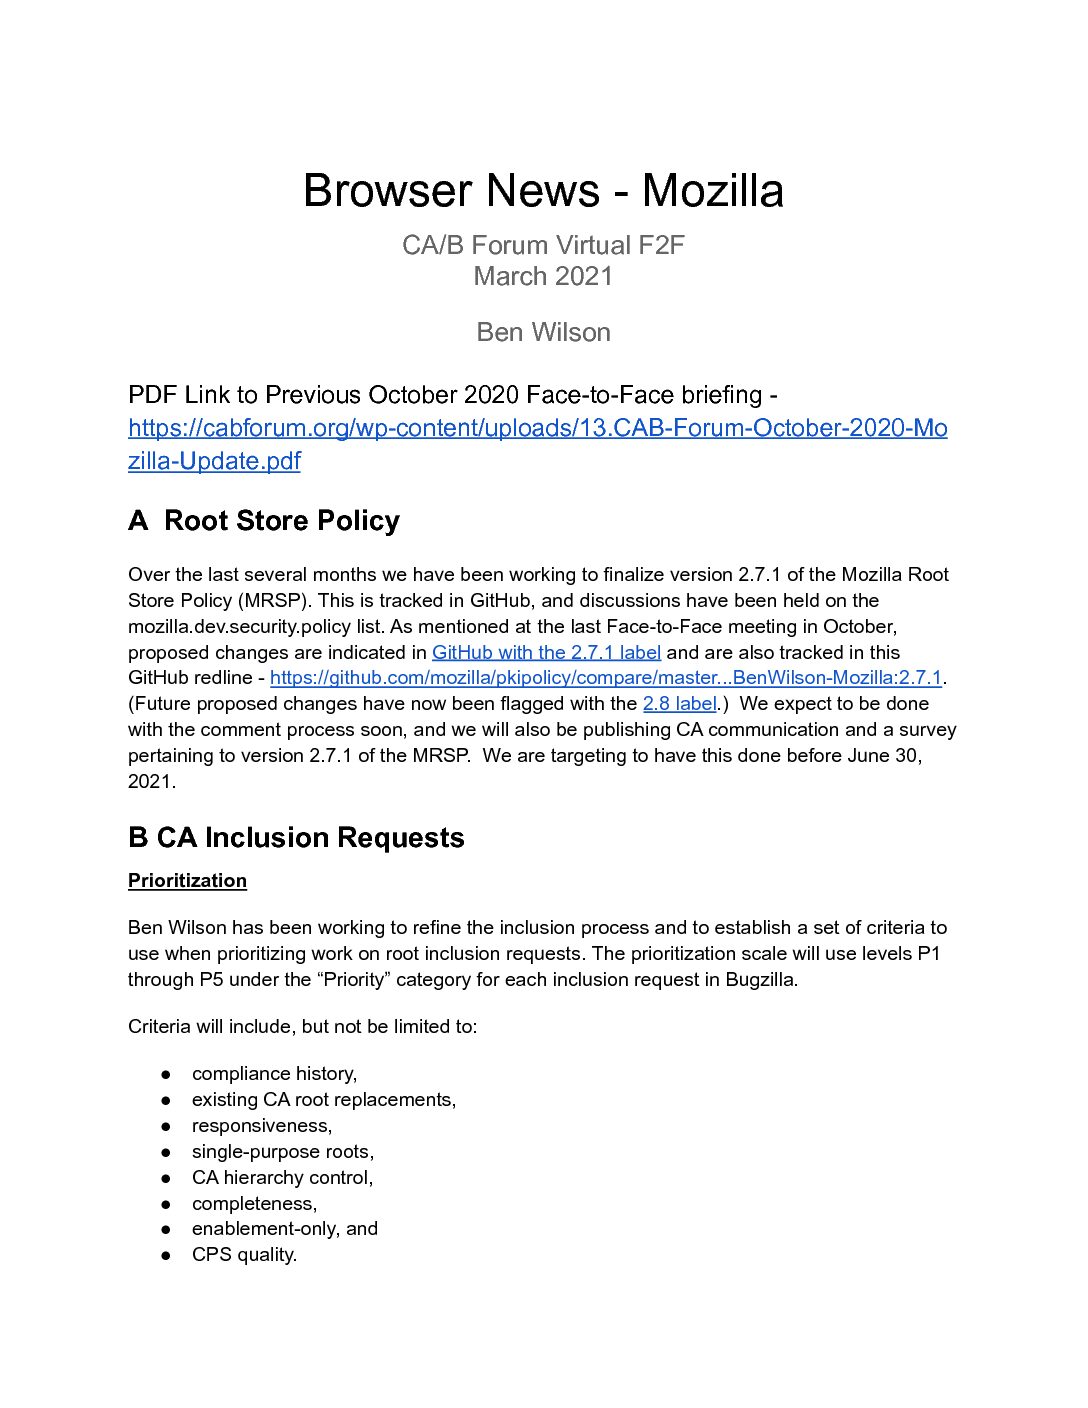 Browser News - Mozilla
CA/B Forum Virtual F2F
March 2021
Ben Wilson
PDF Link to Previous October 2020 Face-to-Face briefing -
https://cabforum.org/wp-content/uploads/13.CAB-Forum-October-2020-Mo
zilla-Update.pdf
A  Root Store Policy
Over the last several months we have been working to finalize version 2.7.1 of the Mozilla Root
Store Policy (MRSP). This is tracked in GitHub, and discussions have been held on the
mozilla.dev.security.policy list. As mentioned at the last Face-to-Face meeting in October,
proposed changes are indicated in GitHub with the 2.7.1 label and are also tracked in this
GitHub redline - https://github.com/mozilla/pkipolicy/compare/master...BenWilson-Mozilla:2.7.1.
(Future proposed changes have now been flagged with the 2.8 label.)  We expect to be done
with the comment process soon, and we will also be publishing CA communication and a survey
pertaining to version 2.7.1 of the MRSP.  We are targeting to have this done before June 30,
2021.
B CA Inclusion Requests
Prioritization
Ben Wilson has been working to refine the inclusion process and to establish a set of criteria to
use when prioritizing work on root inclusion requests. The prioritization scale will use levels P1
through P5 under the “Priority” category for each inclusion request in Bugzilla.
Criteria will include, but not be limited to:
● compliance history,
● existing CA root replacements,
● responsiveness,
● single-purpose roots,
● CA hierarchy control,
● completeness,
● enablement-only, and
● CPS quality.